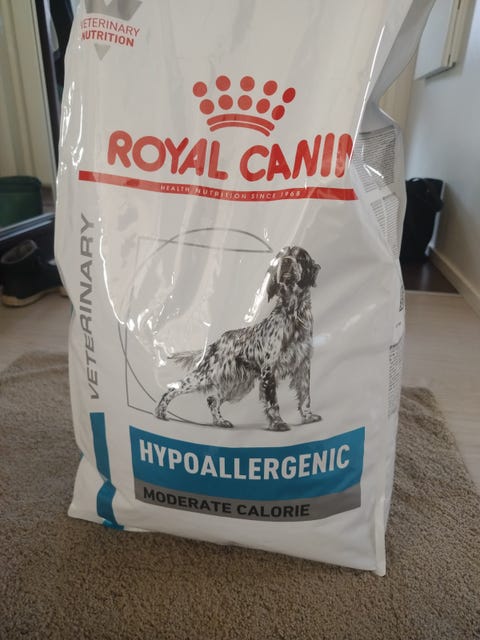 VETERINARY
NUTRITION
ROYAL CANIN
HEALTH NUTRITION SINCE 1968
VETERINARY
HYPOALLERGENIC
MODERATE CALORIE